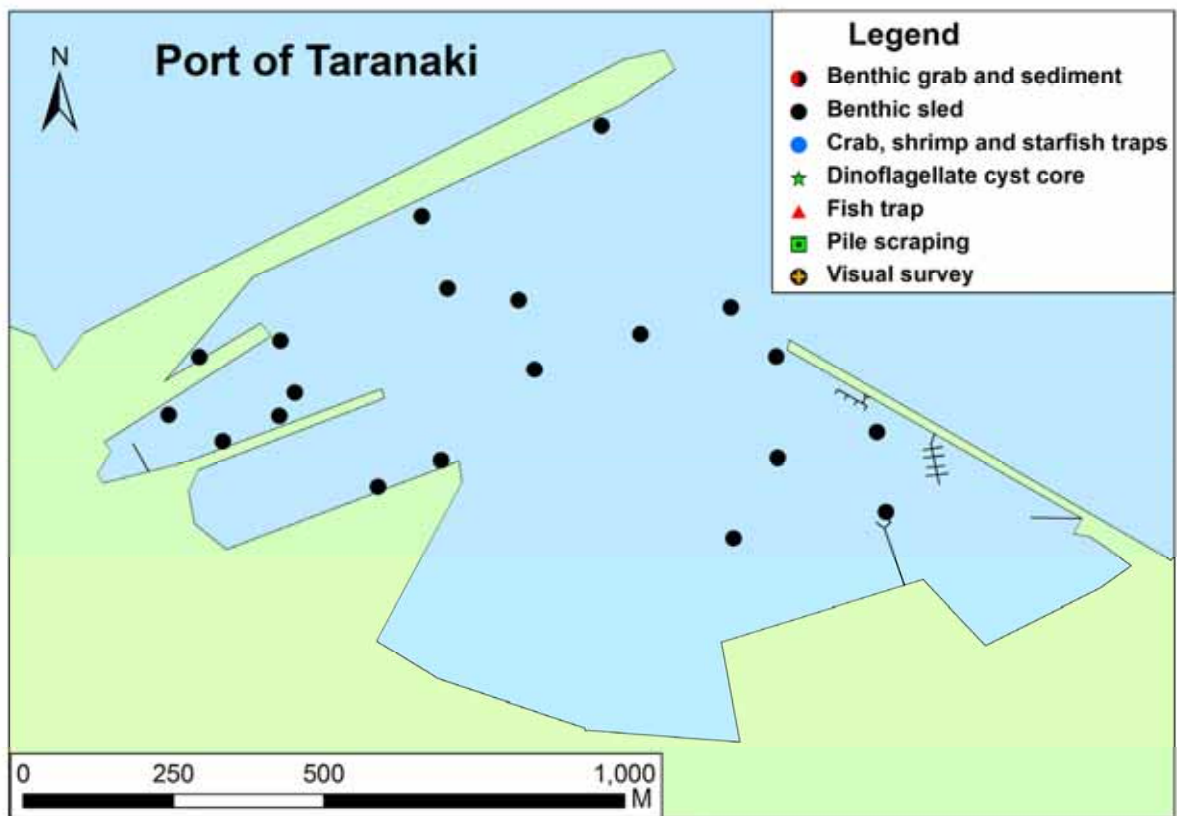 Port of Taranaki
N
Legend
Benthic grab and sediment
Benthic sled
Crab, shrimp and starfish traps
Dinoflagellate cyst core
Fish trap
Pile scraping
Visual survey
0 250 500 1,000
M